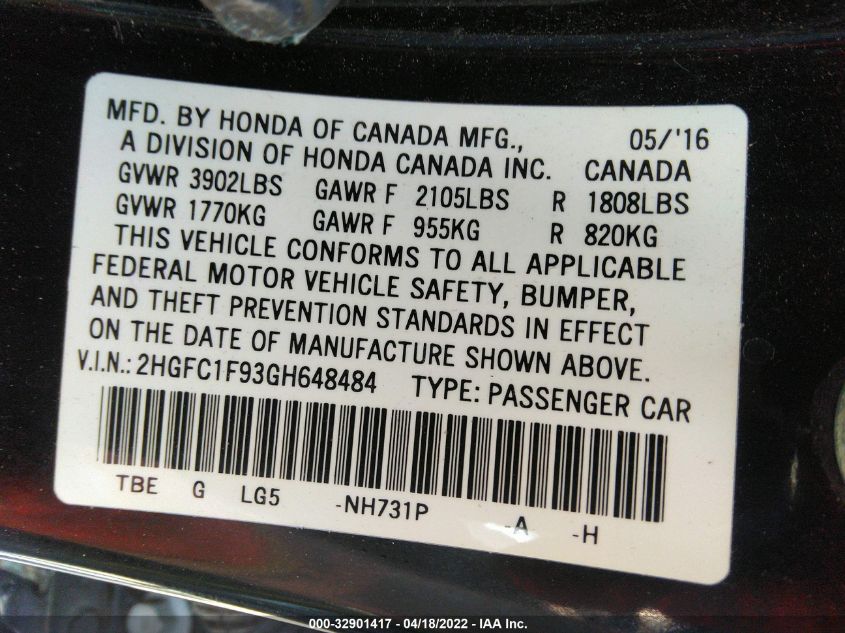 MFD. BY HONDA OF CANADA MFG., 05/'16
A DIVISION OF HONDA CANADA INC. CANADA
GVWR 3902LBS GAWR F 2105LBS R 1808LBS
GVWR 1770KG GAWR F 955KG R 820KG
THIS VEHICLE CONFORMS TO ALL APPLICABLE
FEDERAL MOTOR VEHICLE SAFETY, BUMPER,
AND THEFT PREVENTION STANDARDS IN EFFECT
ON THE DATE OF MANUFACTURE SHOWN ABOVE.
V.I.N.: 2HGFC1F93GH648484 TYPE: PASSENGER CAR
TBE G LG5 -NH731P -A -H
000-32901417 - 04/18/2022 - IAA Inc.